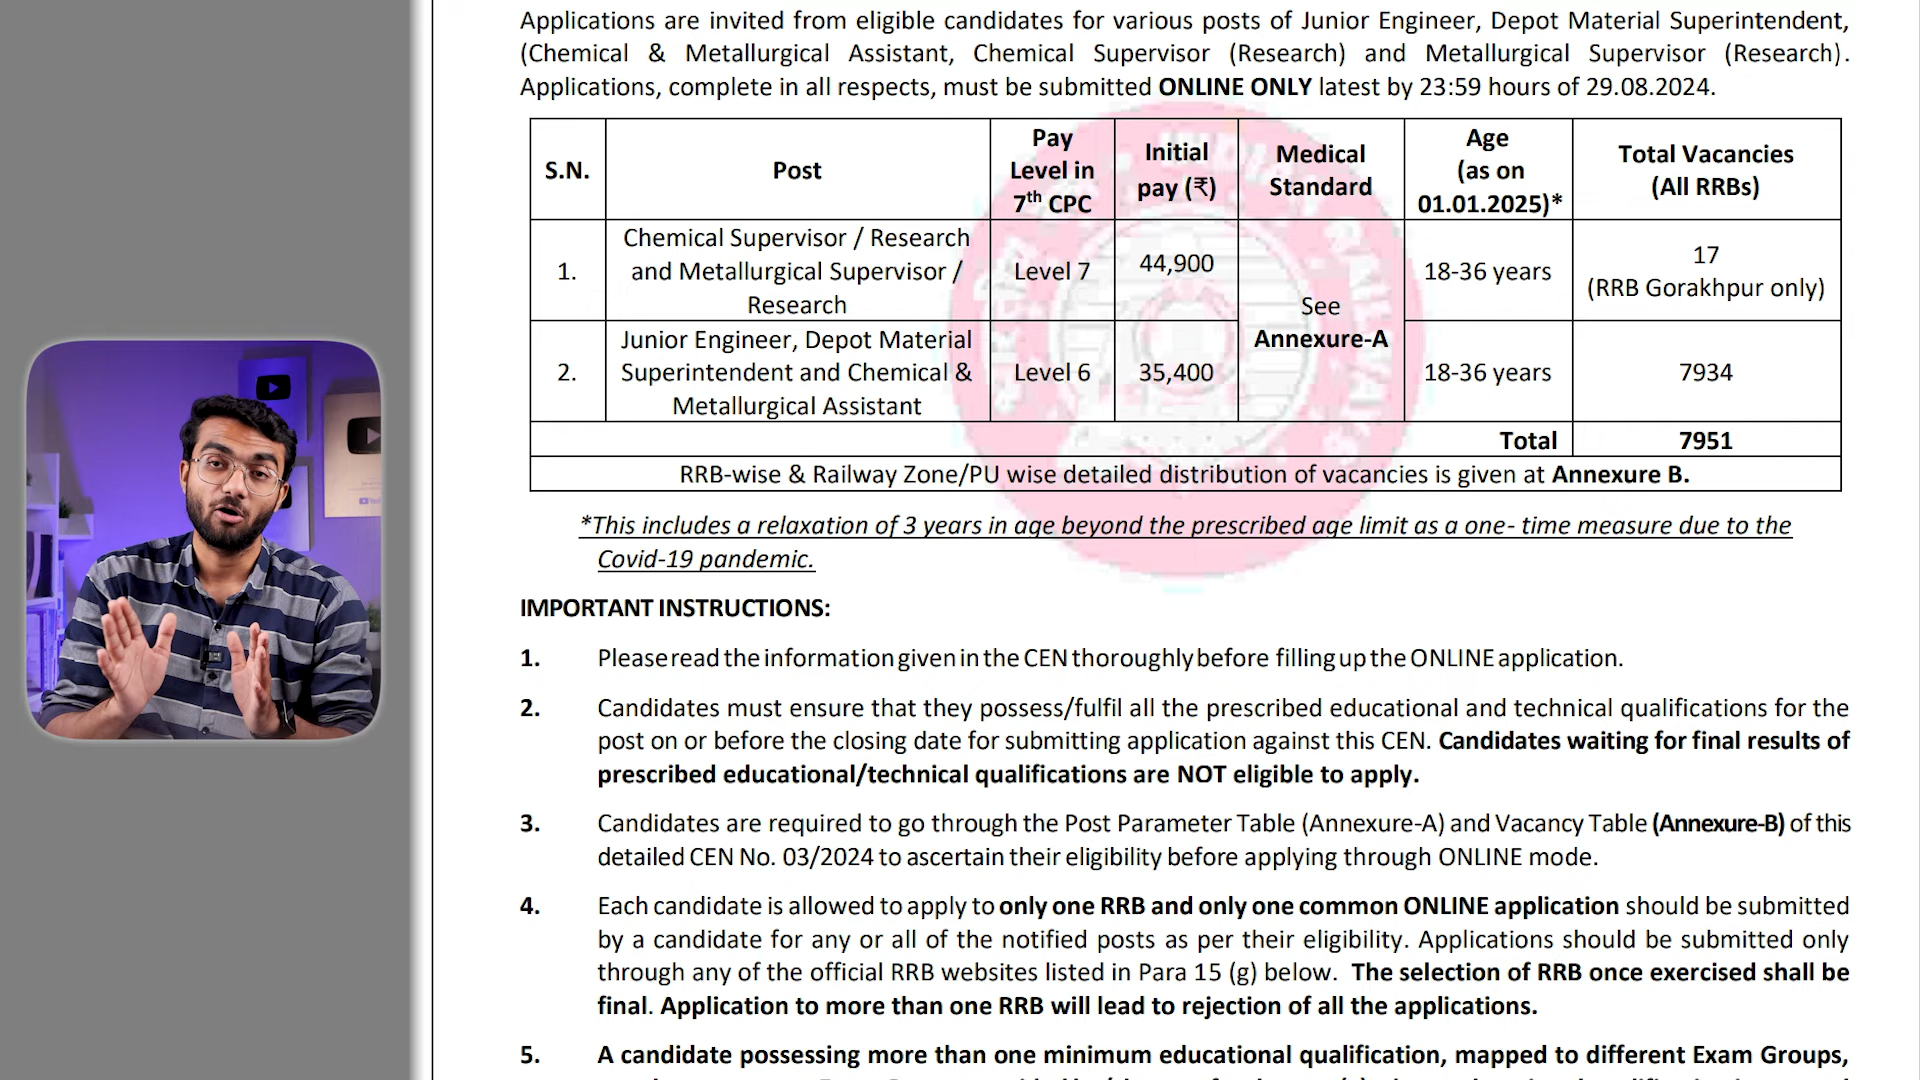 Applications are invited from eligible candidates for various posts of Junior Engineer, Depot Material Superintendent,
(Chemical & Metallurgical Assistant, Chemical Supervisor (Research) and Metallurgical Supervisor (Research).
Applications, complete in all respects, must be submitted ONLINE ONLY latest by 23:59 hours of 29.08.2024.
S.N. Post Pay Level in 7th CPC Initial pay (₹) Medical Standard Age (as on 01.01.2025)* Total Vacancies (All RRBs)
1. Chemical Supervisor / Research and Metallurgical Supervisor / Research Level 7 44,900 See Annexure-A 18-36 years 17 (RRB Gorakhpur only)
2. Junior Engineer, Depot Material Superintendent and Chemical & Metallurgical Assistant Level 6 35,400 18-36 years 7934
Total 7951
RRB-wise & Railway Zone/PU wise detailed distribution of vacancies is given at Annexure B.
*This includes a relaxation of 3 years in age beyond the prescribed age limit as a one- time measure due to the
Covid-19 pandemic.
IMPORTANT INSTRUCTIONS:
1. Please read the information given in the CEN thoroughly before filling up the ONLINE application.
2. Candidates must ensure that they possess/fulfil all the prescribed educational and technical qualifications for the
post on or before the closing date for submitting application against this CEN. Candidates waiting for final results of
prescribed educational/technical qualifications are NOT eligible to apply.
3. Candidates are required to go through the Post Parameter Table (Annexure-A) and Vacancy Table (Annexure-B) of this
detailed CEN No. 03/2024 to ascertain their eligibility before applying through ONLINE mode.
4. Each candidate is allowed to apply to only one RRB and only one common ONLINE application should be submitted
by a candidate for any or all of the notified posts as per their eligibility. Applications should be submitted only
through any of the official RRB websites listed in Para 15 (g) below. The selection of RRB once exercised shall be
final. Application to more than one RRB will lead to rejection of all the applications.
5. A candidate possessing more than one minimum educational qualification, mapped to different Exam Groups,